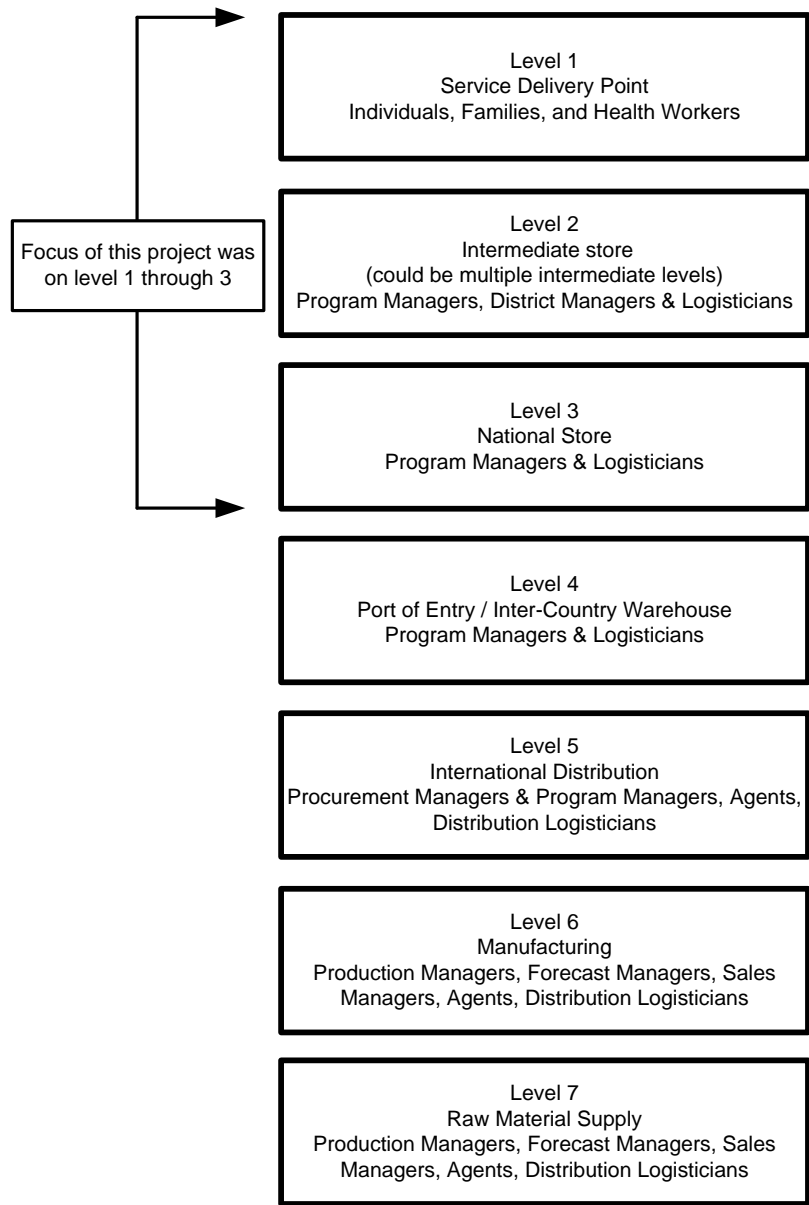 Level 1
Service Delivery Point
Individuals, Families, and Health Workers
Focus of this project was
on level 1 through 3
Level 2
Intermediate store
(could be multiple intermediate levels)
Program Managers, District Managers & Logisticians
Level 3
National Store
Program Managers & Logisticians
Level 4
Port of Entry / Inter-Country Warehouse
Program Managers & Logisticians
Level 5
International Distribution
Procurement Managers & Program Managers, Agents,
Distribution Logisticians
Level 6
Manufacturing
Production Managers, Forecast Managers, Sales
Managers, Agents, Distribution Logisticians
Level 7
Raw Material Supply
Production Managers, Forecast Managers, Sales
Managers, Agents, Distribution Logisticians